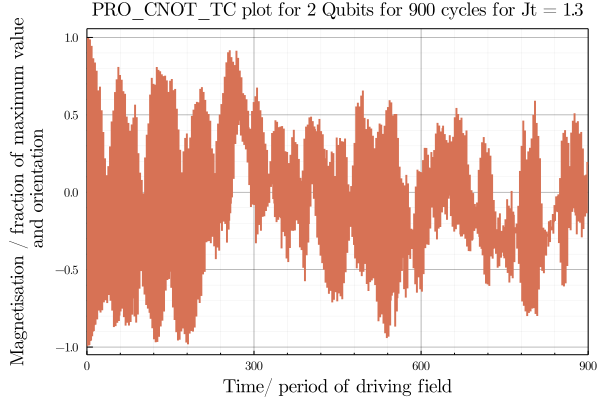 PRO_CNOT_TC plot for 2 Qubits for 900 cycles for Jt = 1.3
Magnetisation / fraction of maximum value
and orientation
1.0
0.5
0.0
−0.5
−1.0
0
300
600
900
Time/ period of driving field